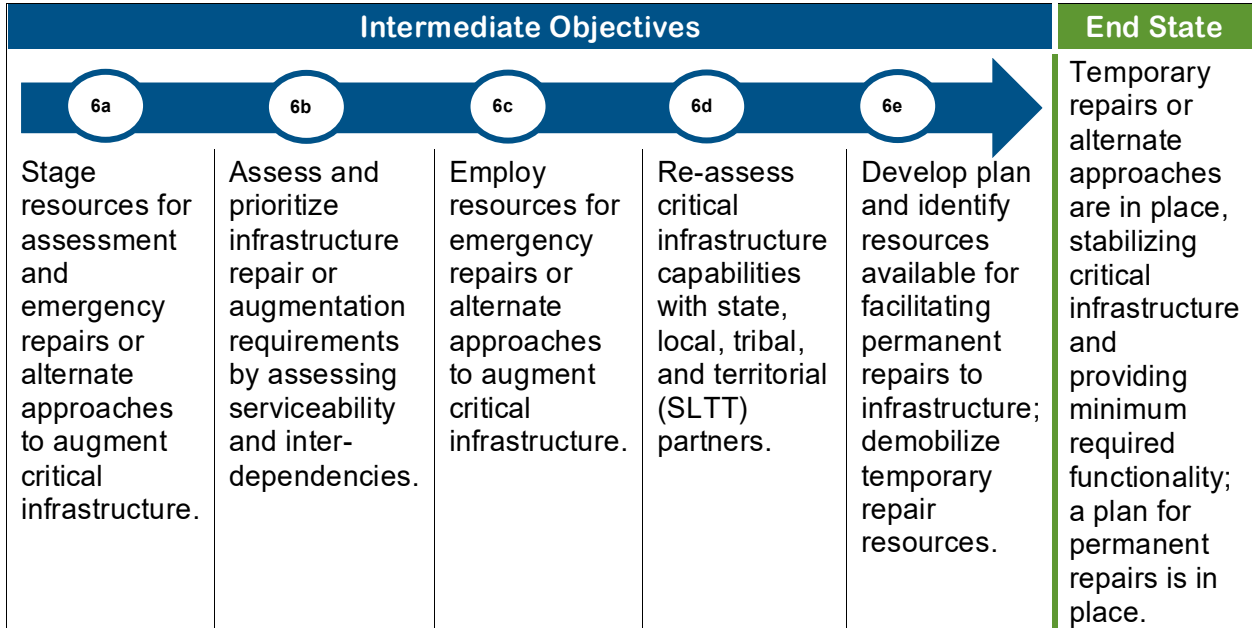 Intermediate Objectives
End State
6a
6b
6c
6d
6e
Stage
resources for
assessment
and
emergency
repairs or
alternate
approaches
to augment
critical
infrastructure.
Assess and
prioritize
infrastructure
repair or
augmentation
requirements
by assessing
serviceability
and inter-
dependencies.
Employ
resources for
emergency
repairs or
alternate
approaches
to augment
critical
infrastructure.
Re-assess
critical
infrastructure
capabilities
with state,
local, tribal,
and territorial
(SLTT)
partners.
Develop plan
and identify
resources
available for
facilitating
permanent
repairs to
infrastructure;
demobilize
temporary
repair
resources.
Temporary
repairs or
alternate
approaches
are in place,
stabilizing
critical
infrastructure
and
providing
minimum
required
functionality;
a plan for
permanent
repairs is in
place.